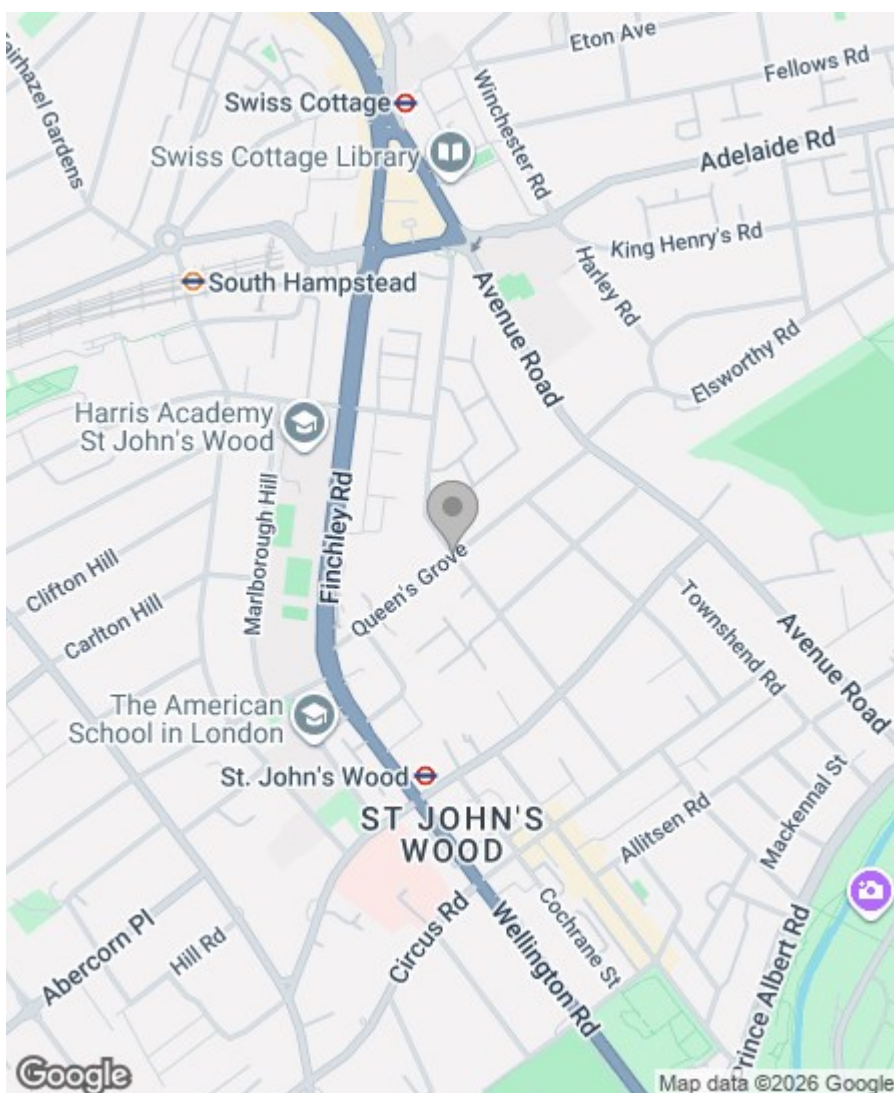 Eton Ave
Fellows Rd
Fairhazel Gardens
Swiss Cottage
Winchester Rd
Swiss Cottage Library
Adelaide Rd
King Henry's Rd
Harley Rd
South Hampstead
Avenue Road
Elsworthy Rd
Harris Academy
St John's Wood
Marlborough Hill
Finchley Rd
Clifton Hill
Queen's Grove
Carlton Hill
Townshend Rd
Avenue Road
The American
School in London
St. John's Wood
ST JOHN'S
WOOD
Mackennal St
Allitsen Rd
Cochrane St
Circus Rd
Wellington Rd
Abercorn Pl
Hill Rd
Prince Albert Rd
Google
Map data ©2026 Google